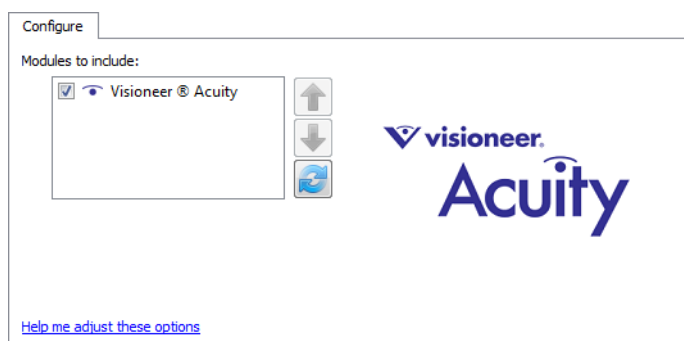 Configure
Modules to include:
Visioneer ® Acuity
visioneer.
Acuity
Help me adjust these options